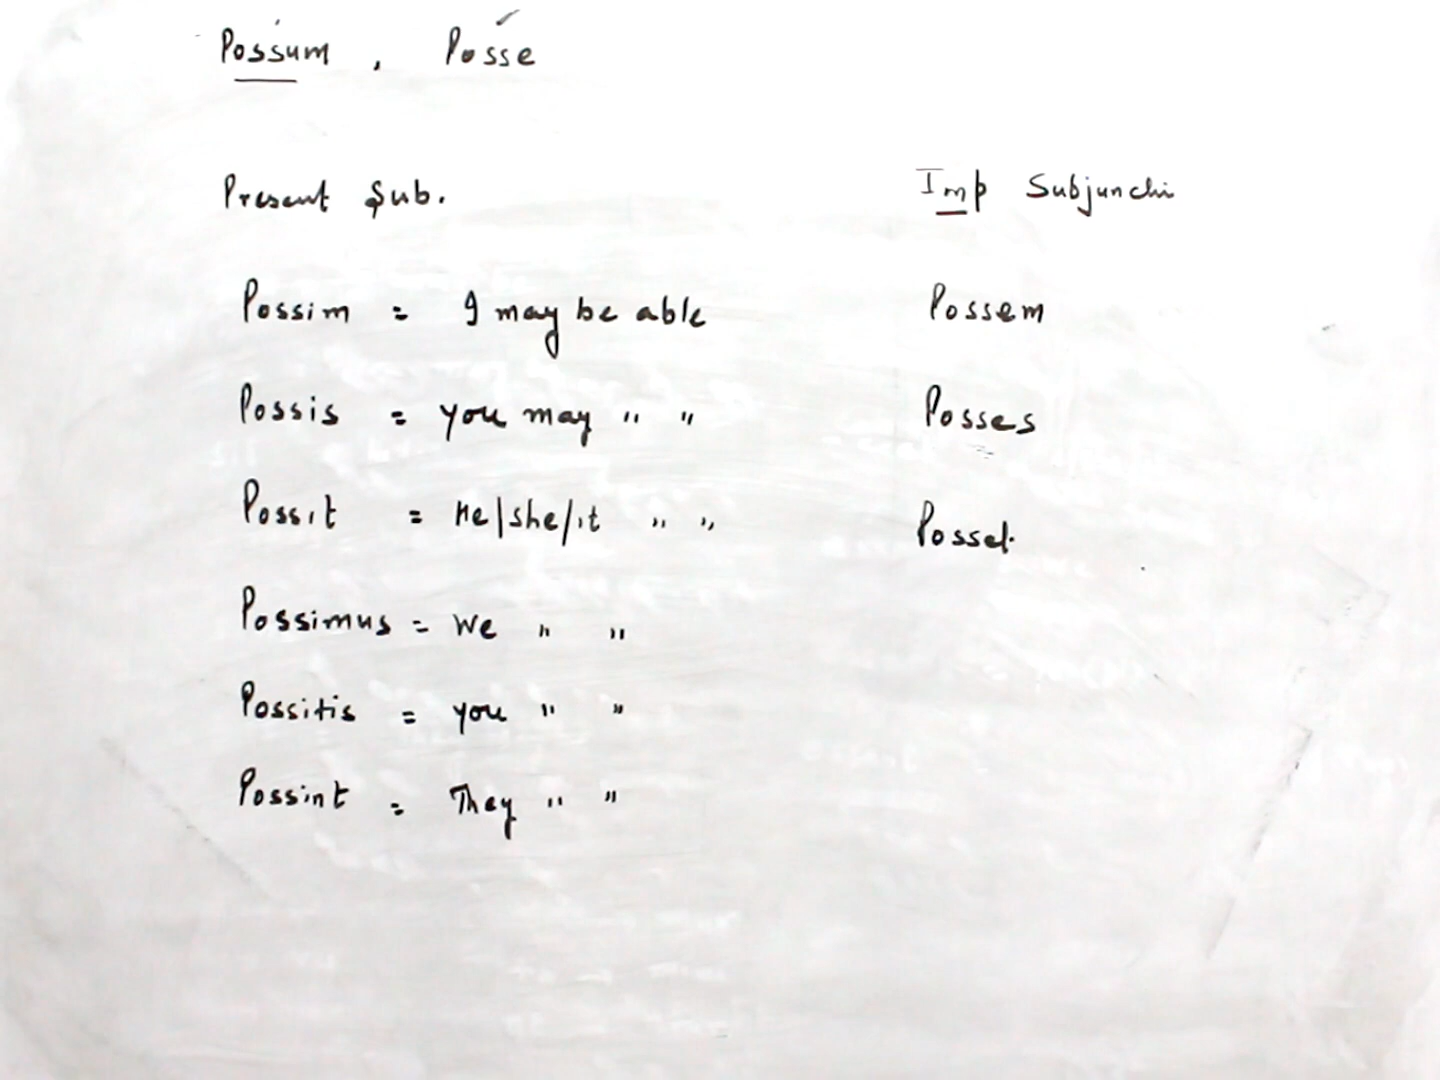 Possum , Posse
Present Sub.
Imp Subjunchi
Possim = I may be able
Possem
Possis = you may " "
Posses
Possit = He/she/it " "
Posset.
Possimus = We " "
Possitis = you " "
Possint = They " "